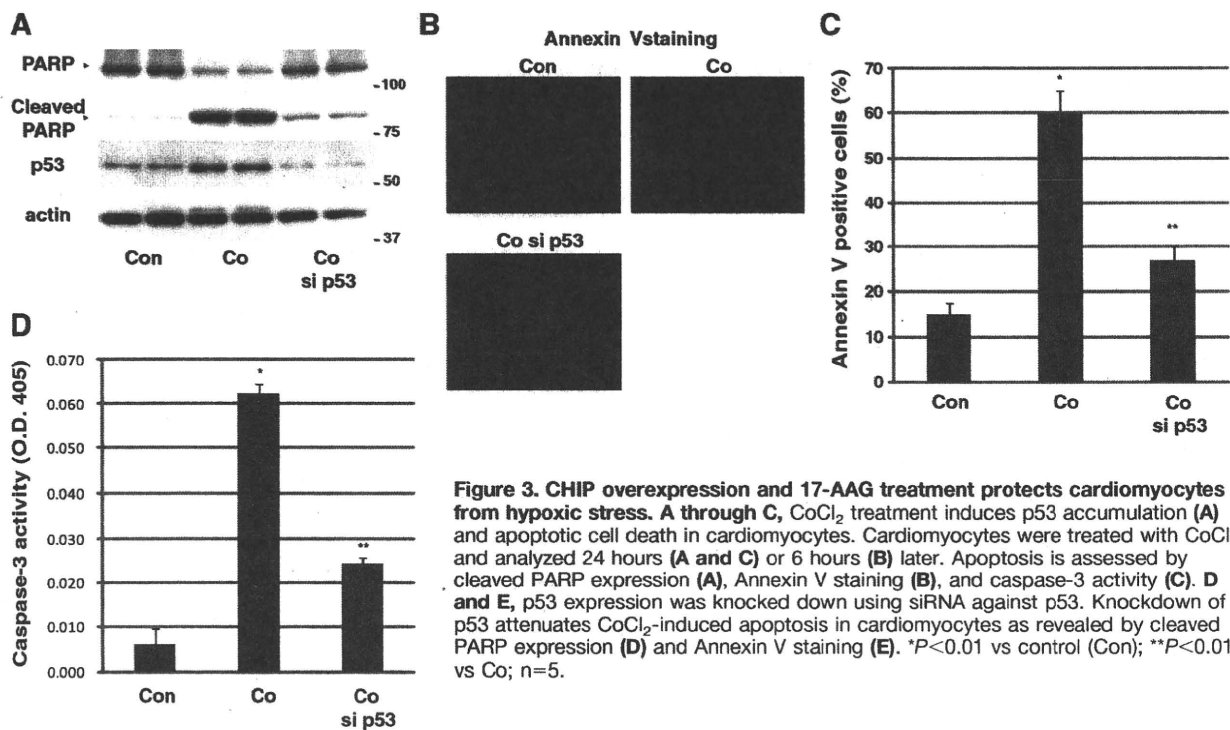 A
PARP
Cleaved
PARP
p53
actin
- 100
- 75
- 50
- 37
Con Co Co
si p53
B
Annexin Vstaining
Con Co
Co si p53
C
Annexin V positive cells (%)
70
60
50
40
30
20
10
0
*
**
Con Co Co
si p53
D
Caspase-3 activity (O.D. 405)
0.070
0.060
0.050
0.040
0.030
0.020
0.010
0.000
*
**
Con Co Co
si p53
Figure 3. CHIP overexpression and 17-AAG treatment protects cardiomyocytes
from hypoxic stress. A through C, CoCl₂ treatment induces p53 accumulation (A)
and apoptotic cell death in cardiomyocytes. Cardiomyocytes were treated with CoCl
and analyzed 24 hours (A and C) or 6 hours (B) later. Apoptosis is assessed by
cleaved PARP expression (A), Annexin V staining (B), and caspase-3 activity (C). D
and E, p53 expression was knocked down using siRNA against p53. Knockdown of
p53 attenuates CoCl₂-induced apoptosis in cardiomyocytes as revealed by cleaved
PARP expression (D) and Annexin V staining (E). *P<0.01 vs control (Con); **P<0.01
vs Co; n=5.